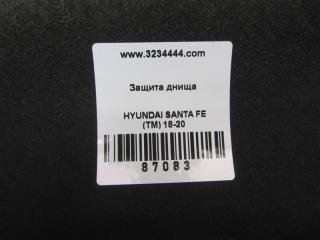 www.3234444.com
Защита днища
HYUNDAI SANTA FE
(TM) 18-20
87083